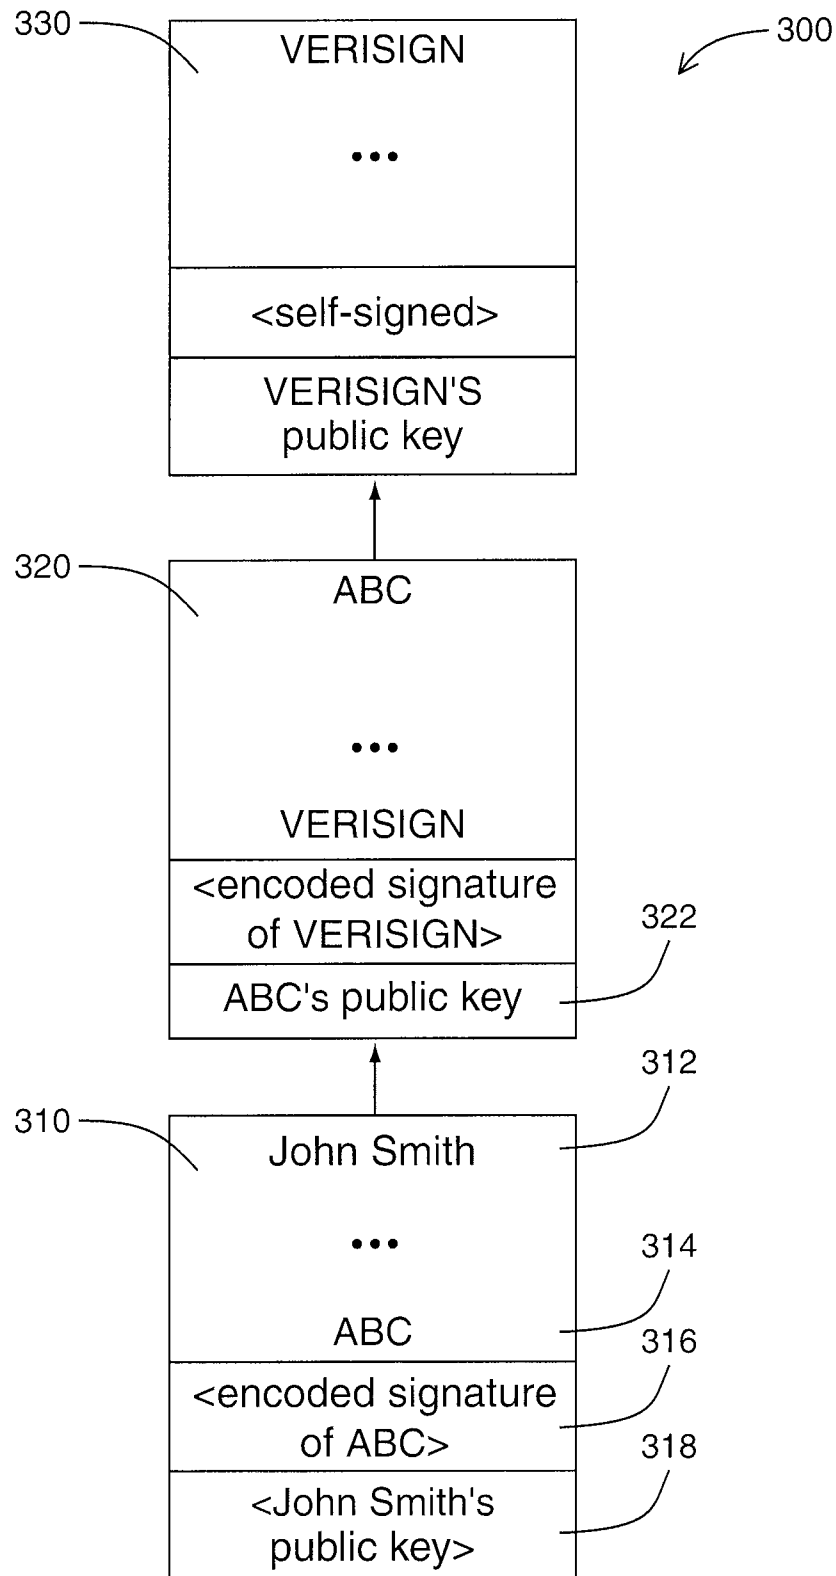 330
VERISIGN
300
•••
<self-signed>
VERISIGN'S
public key
320
ABC
•••
VERISIGN
<encoded signature
of VERISIGN>
322
ABC's public key
312
310
John Smith
•••
314
ABC
316
<encoded signature
of ABC>
318
<John Smith's
public key>